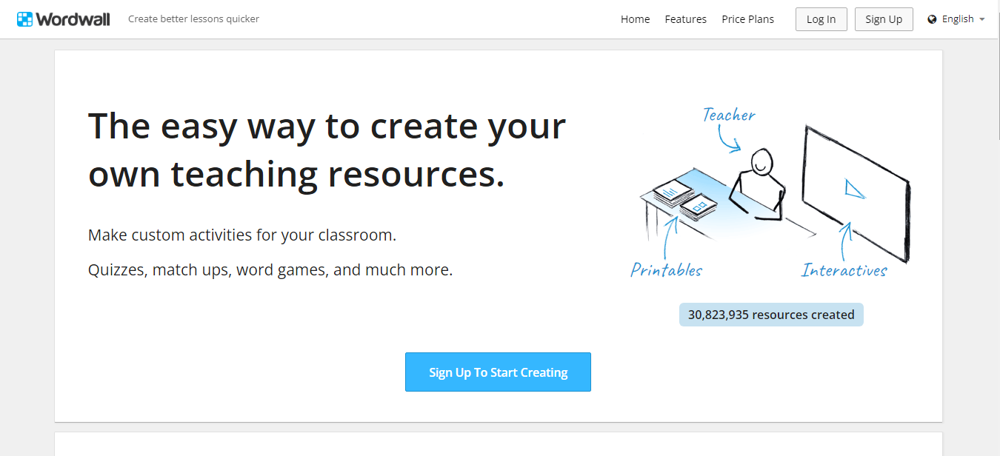 Wordwall
Create better lessons quicker
Home
Features
Price Plans
Log In
Sign Up
English
The easy way to create your
own teaching resources.
Make custom activities for your classroom.
Quizzes, match ups, word games, and much more.
Teacher
Printables
Interactives
30,823,935 resources created
Sign Up To Start Creating